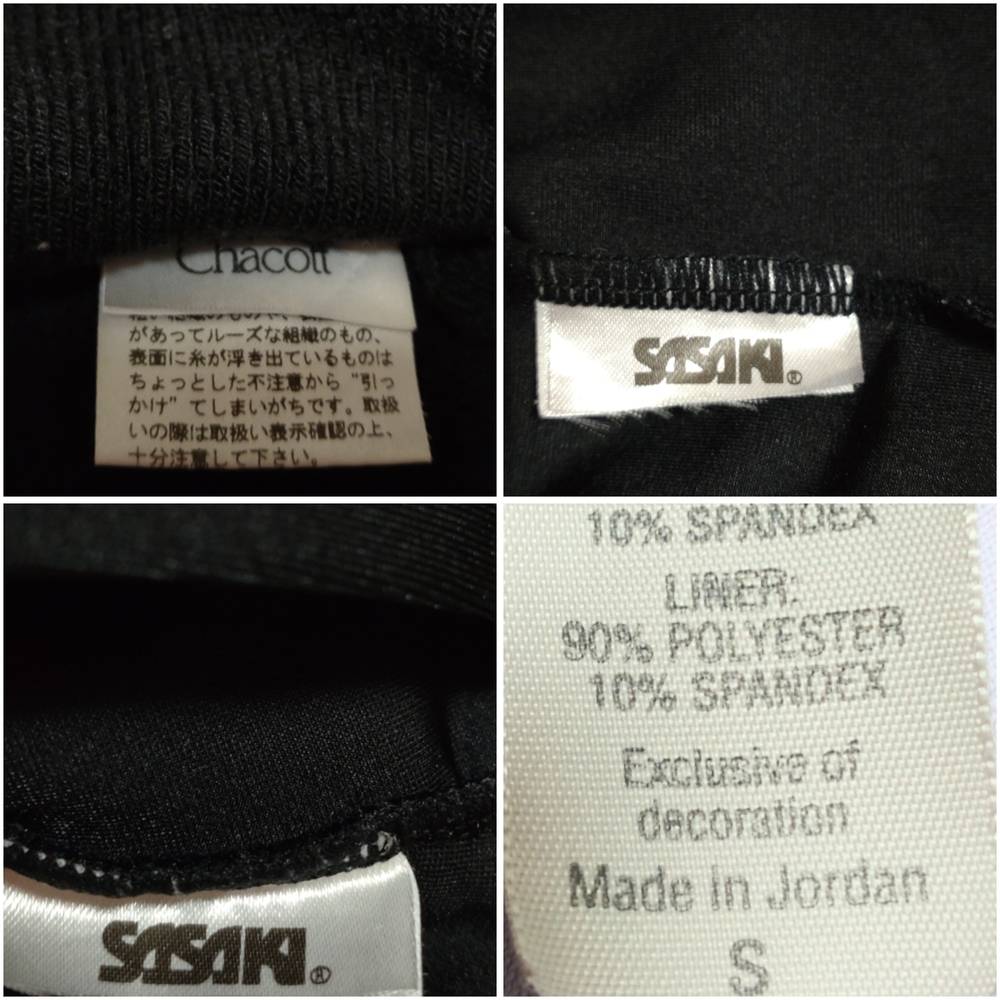 Chacott
があってルーズな組織のもの、
表面に糸が浮き出ているものは
ちょっとした不注意から“引っ
かけ”てしまいがちです。取扱
いの際は取扱い表示確認の上、
十分注意して下さい。
SASAKI®
SASAKI®
10% SPANDEX
LINER:
90% POLYESTER
10% SPANDEX
Exclusive of
decoration
Made in Jordan
S